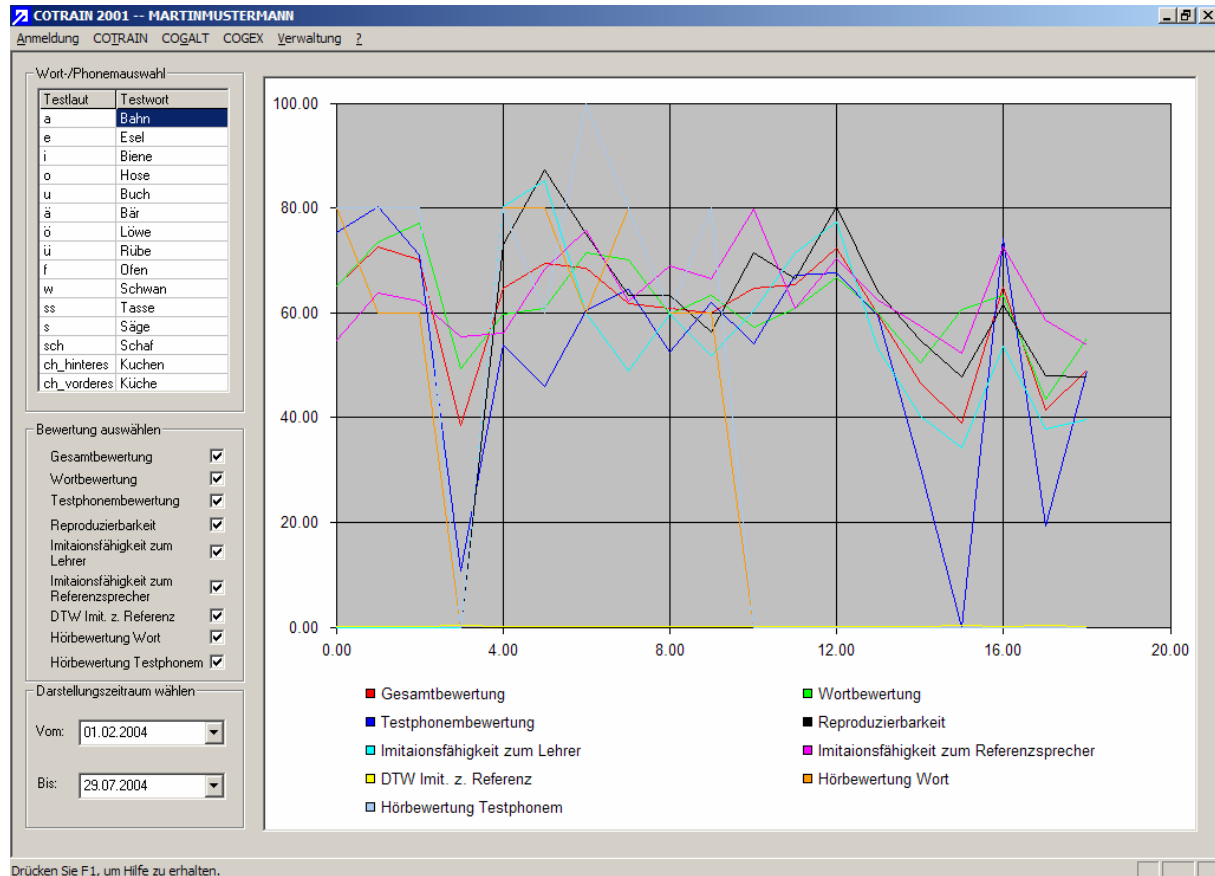 COTRAIN 2001 -- MARTINMUSTERMANN
Anmeldung COTRAIN COGALT COGEX Verwaltung ?
Wort-/Phonemauswahl
Testlaut Testwort
a Bahn
e Esel
i Biene
o Hose
u Buch
ä Bär
ö Löwe
ü Rübe
f Ofen
w Schwan
ss Tasse
s Säge
sch Schaf
ch_hinteres Kuchen
ch_vorderes Küche
Bewertung auswählen
Gesamtbewertung
Wortbewertung
Testphonembewertung
Reproduzierbarkeit
Imitaionsfähigkeit zum
Lehrer
Imitaionsfähigkeit zum
Referenzsprecher
DTW Imit. z. Referenz
Hörbewertung Wort
Hörbewertung Testphonem
Darstellungszeitraum wählen
Vom: 01.02.2004
Bis: 29.07.2004
100.00
80.00
60.00
40.00
20.00
0.00
0.00 4.00 8.00 12.00 16.00 20.00
Gesamtbewertung Wortbewertung
Testphonembewertung Reproduzierbarkeit
Imitaionsfähigkeit zum Lehrer Imitaionsfähigkeit zum Referenzsprecher
DTW Imit. z. Referenz Hörbewertung Wort
Hörbewertung Testphonem
Drücken Sie F1, um Hilfe zu erhalten.